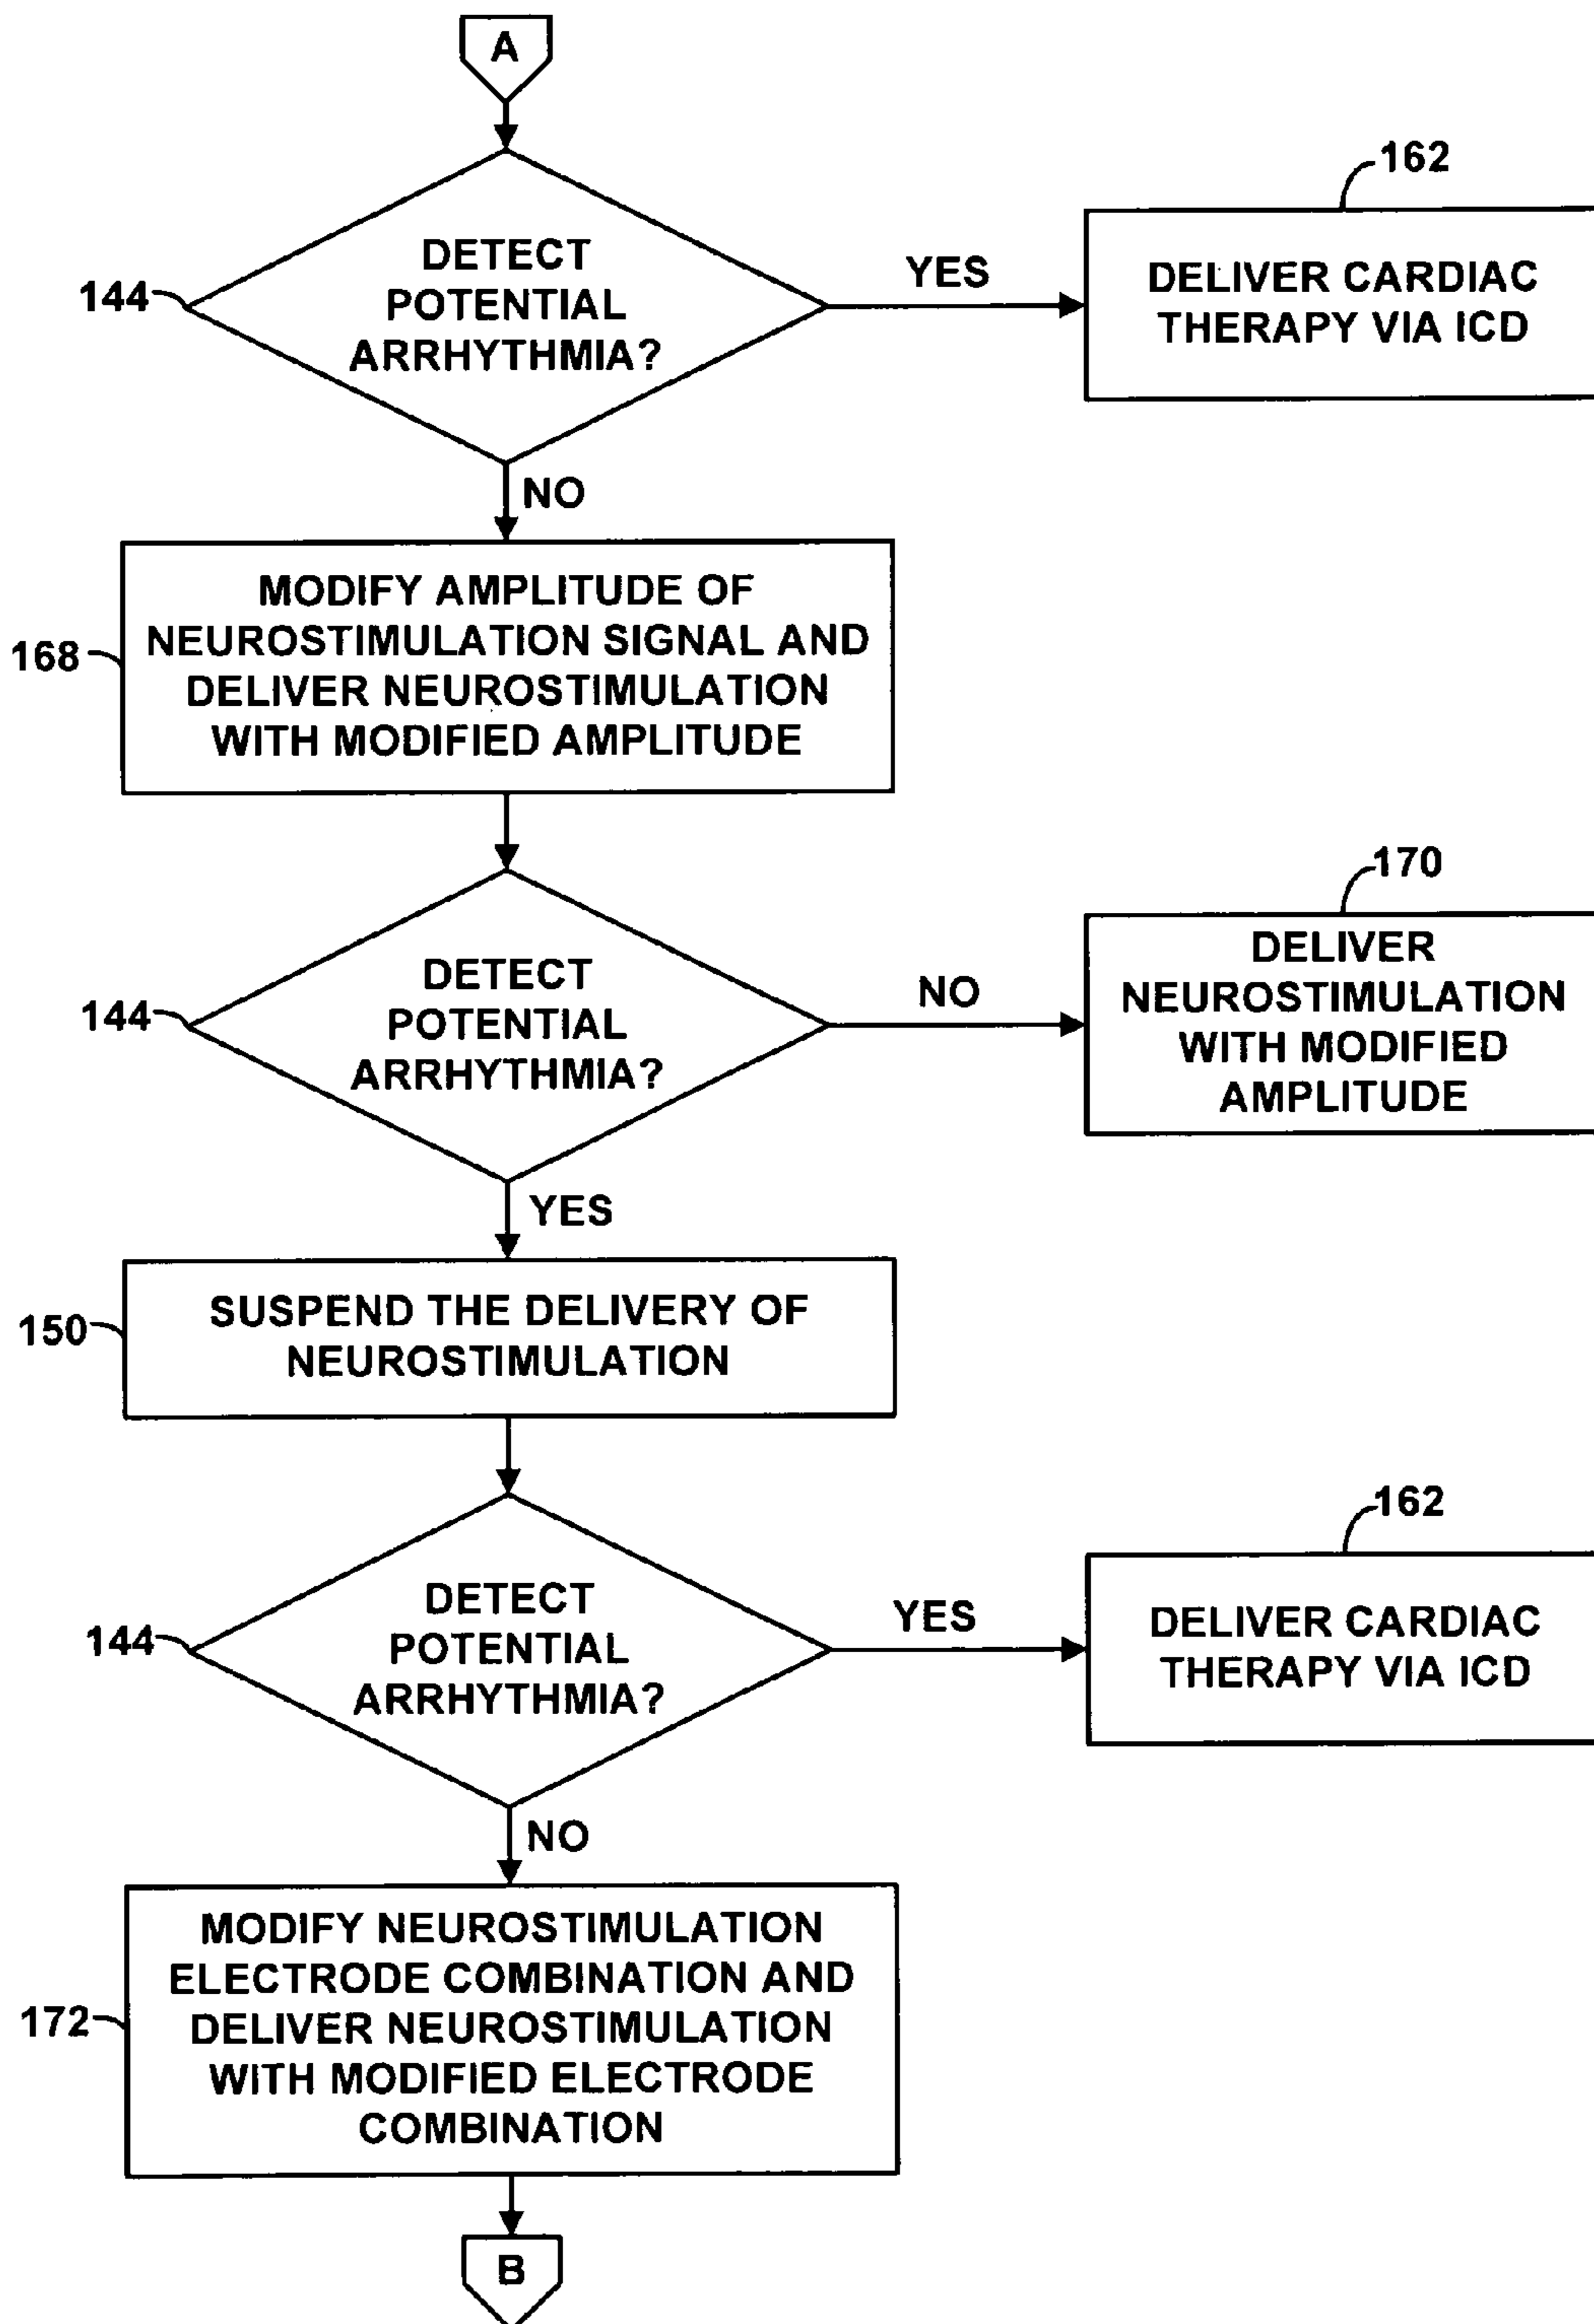 A
DETECT
POTENTIAL
ARRHYTHMIA?
144
YES
162
DELIVER CARDIAC
THERAPY VIA ICD
NO
168
MODIFY AMPLITUDE OF
NEUROSTIMULATION SIGNAL AND
DELIVER NEUROSTIMULATION
WITH MODIFIED AMPLITUDE
DETECT
POTENTIAL
ARRHYTHMIA?
144
NO
170
DELIVER
NEUROSTIMULATION
WITH MODIFIED
AMPLITUDE
YES
150
SUSPEND THE DELIVERY OF
NEUROSTIMULATION
DETECT
POTENTIAL
ARRHYTHMIA?
144
YES
162
DELIVER CARDIAC
THERAPY VIA ICD
NO
172
MODIFY NEUROSTIMULATION
ELECTRODE COMBINATION AND
DELIVER NEUROSTIMULATION
WITH MODIFIED ELECTRODE
COMBINATION
B